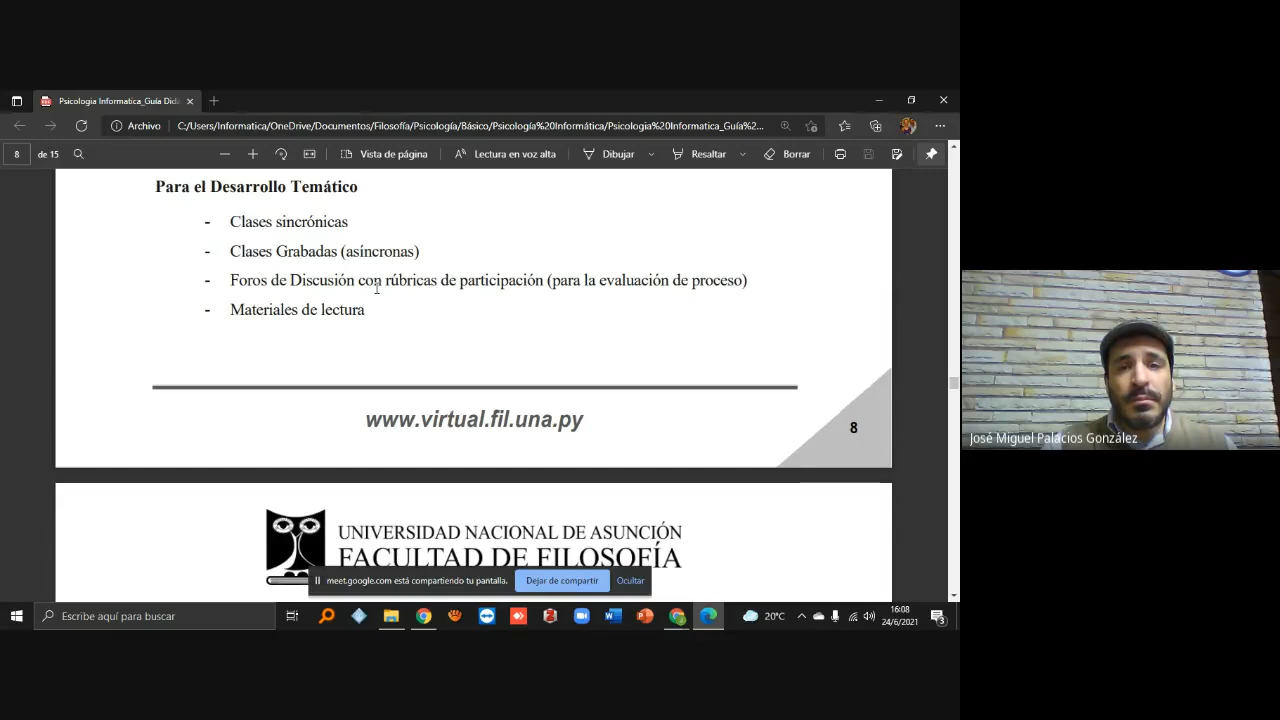 Psicologia Informatica_Guía Didá
Archivo
C:/Users/Informatica/OneDrive/Documentos/Filosofía/Psicología/Básico/Psicología%20Informática/Psicologia%20Informatica_Guía%2...
8 de 15
Vista de página
Lectura en voz alta
Dibujar
Resaltar
Borrar
Para el Desarrollo Temático
- Clases sincrónicas
- Clases Grabadas (asíncronas)
- Foros de Discusión con rúbricas de participación (para la evaluación de proceso)
- Materiales de lectura
www.virtual.fil.una.py
8
UNIVERSIDAD NACIONAL DE ASUNCIÓN
FACULTAD DE FILOSOFÍA
meet.google.com está compartiendo tu pantalla.
Dejar de compartir
Ocultar
José Miguel Palacios González
Escribe aquí para buscar
20°C
16:08
24/6/2021
3